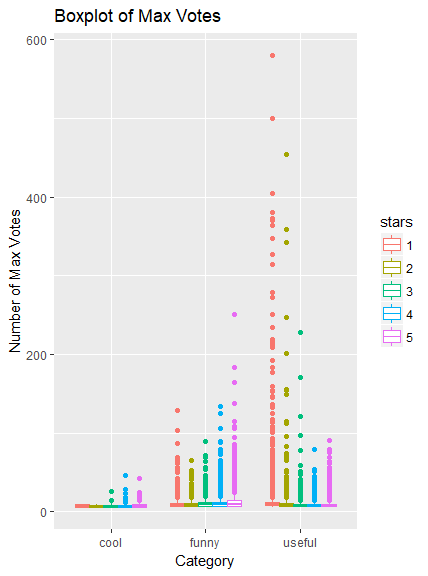 Boxplot of Max Votes
600
400
200
0
Number of Max Votes
cool funny useful
Category
stars
1
2
3
4
5